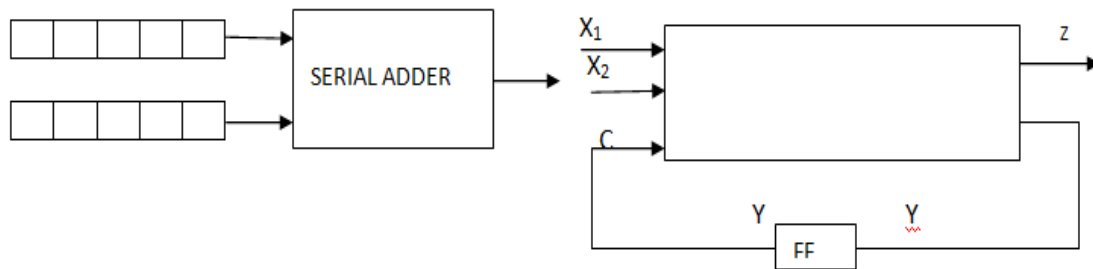 SERIAL ADDER
X₁
X₂
C
z
Y
FF
Y